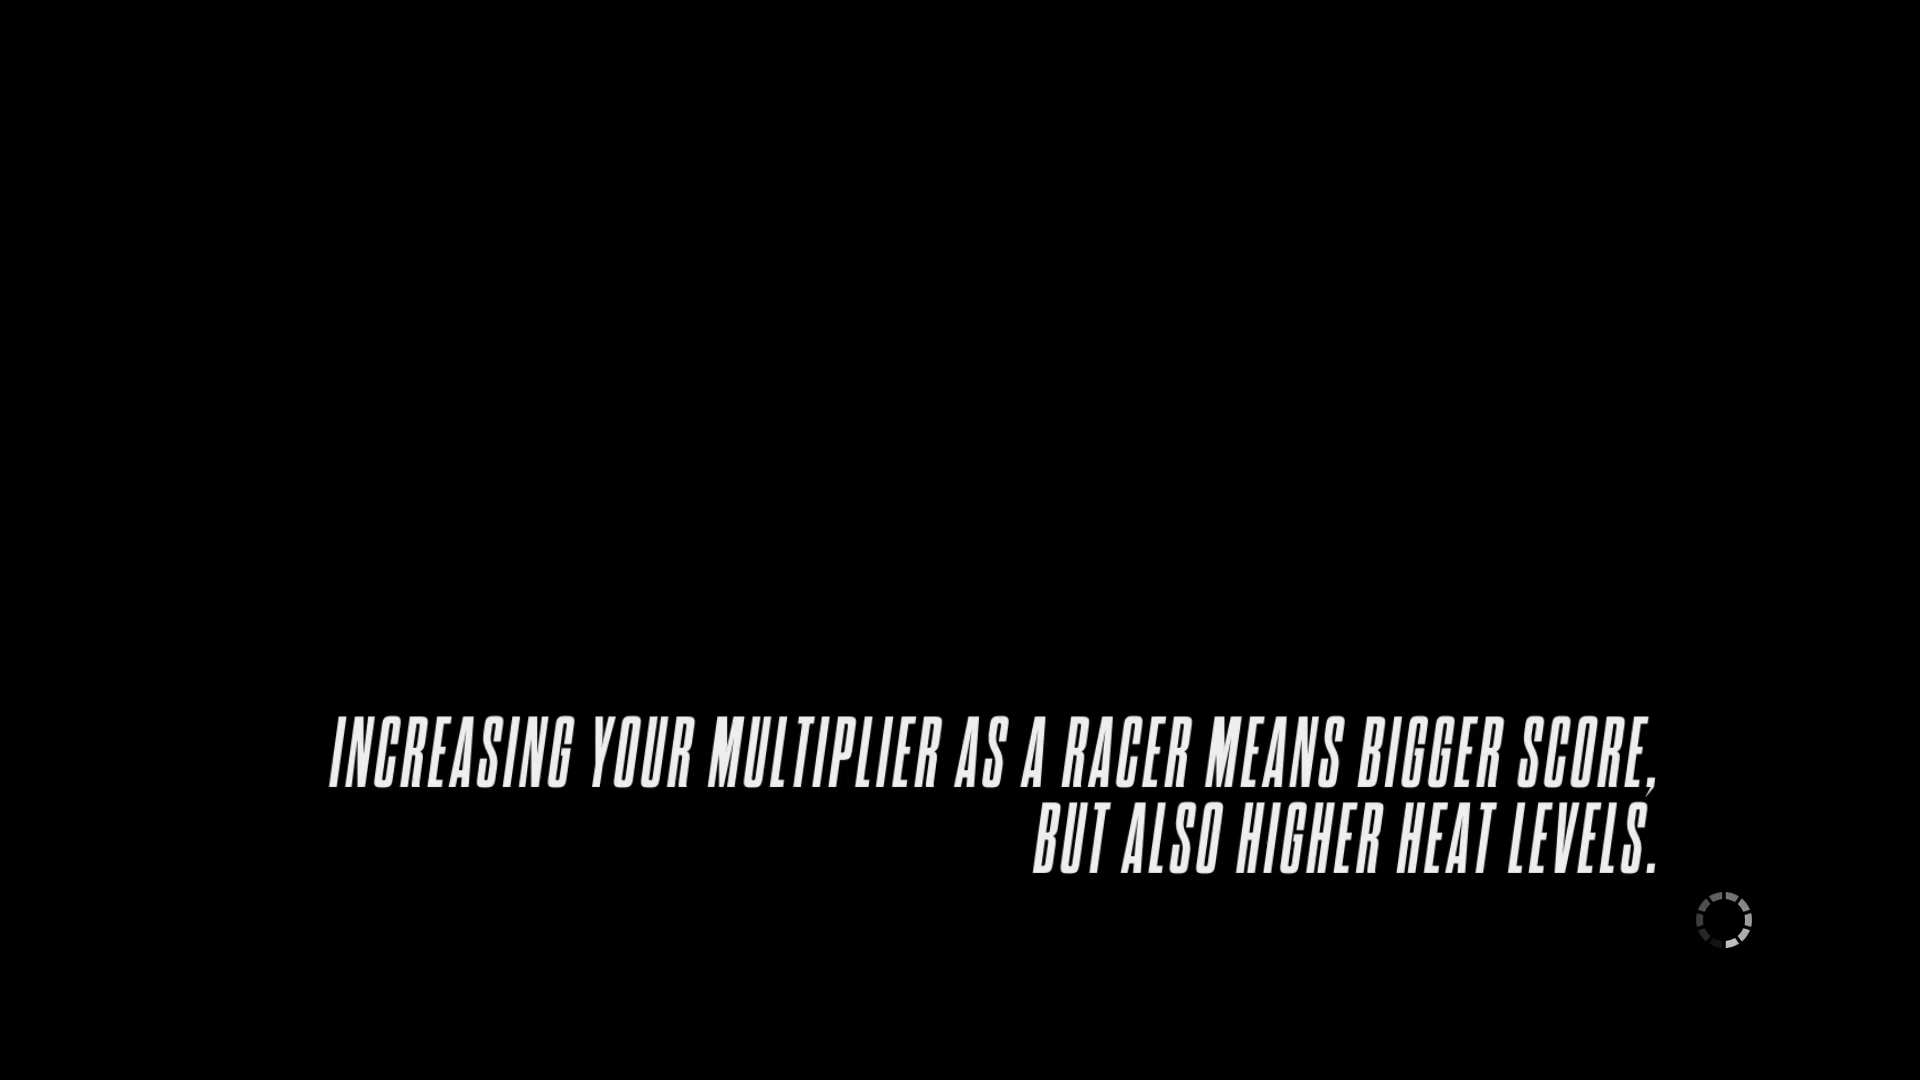 INCREASING YOUR MULTIPLIER AS A RACER MEANS BIGGER SCORE,
BUT ALSO HIGHER HEAT LEVELS.